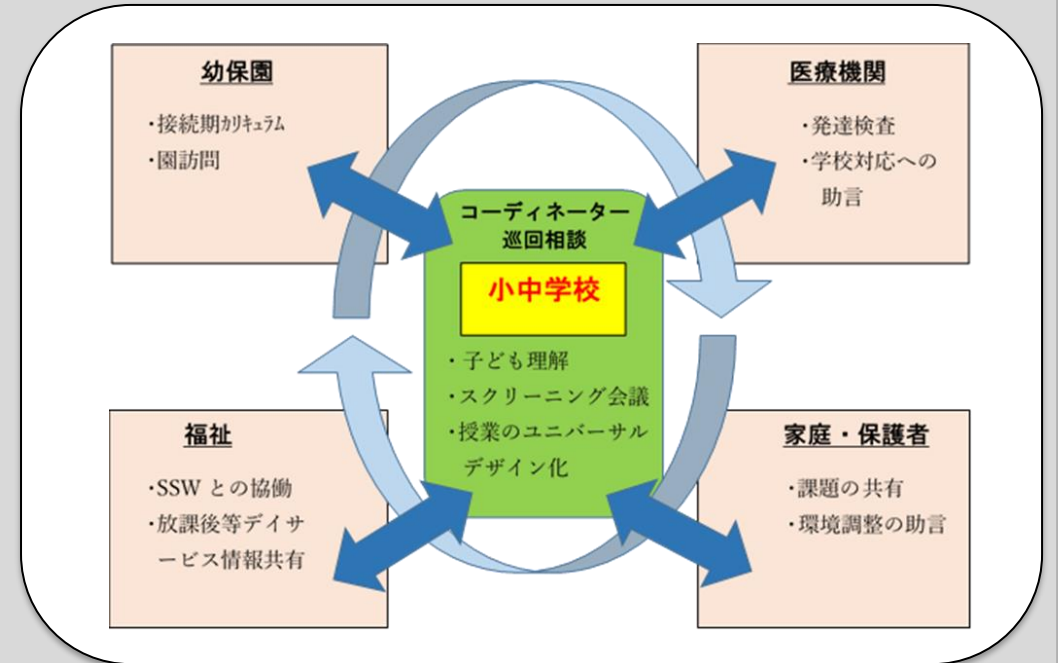 幼保園
・接続期ｶﾘｷｭﾗﾑ
・園訪問
医療機関
・発達検査
・学校対応への
助言
コーディネーター
巡回相談
小中学校
・子ども理解
・スクリーニング会議
・授業のユニバーサル
デザイン化
福祉
・SSW との協働
・放課後等デイサ
ービス情報共有
家庭・保護者
・課題の共有
・環境調整の助言